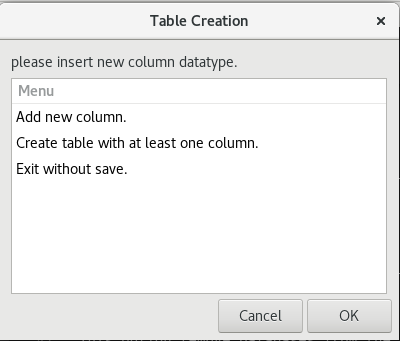 Table Creation
please insert new column datatype.
Menu
Add new column.
Create table with at least one column.
Exit without save.
Cancel OK